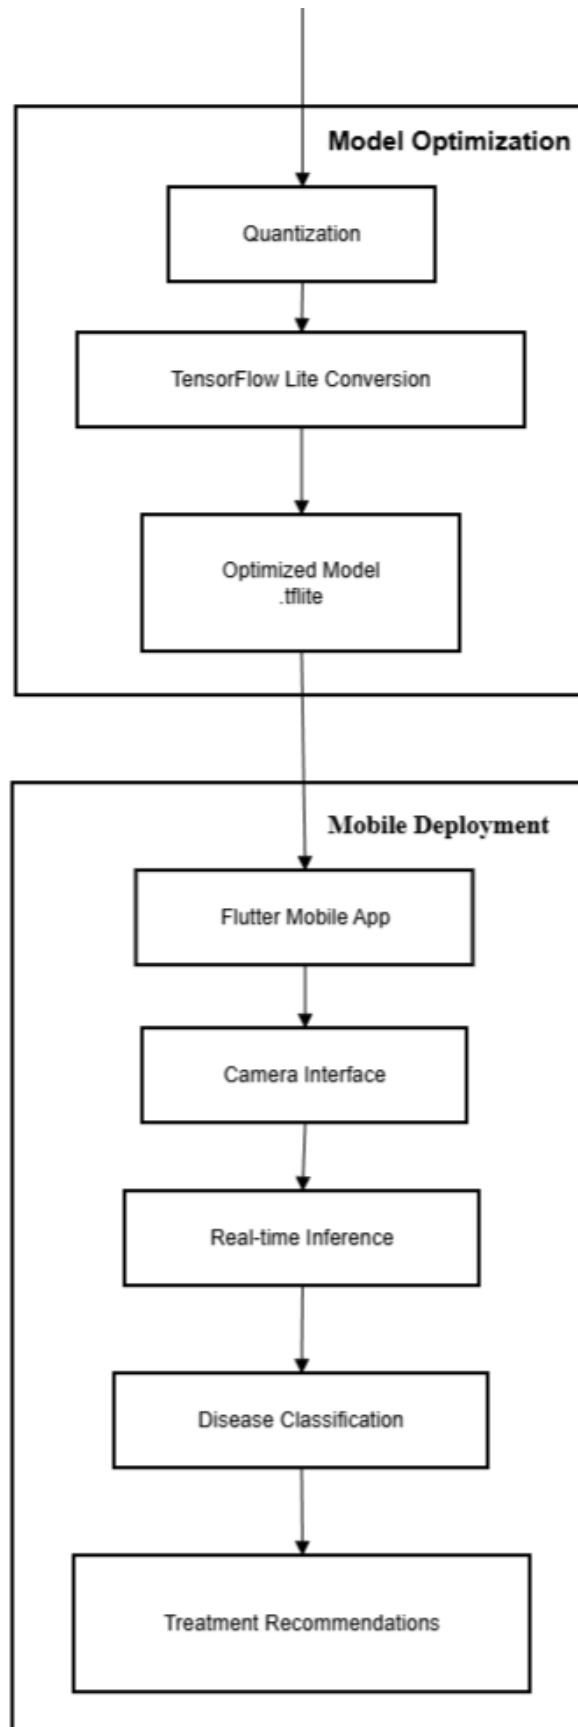 Model Optimization
Quantization
TensorFlow Lite Conversion
Optimized Model
.tflite
Mobile Deployment
Flutter Mobile App
Camera Interface
Real-time Inference
Disease Classification
Treatment Recommendations